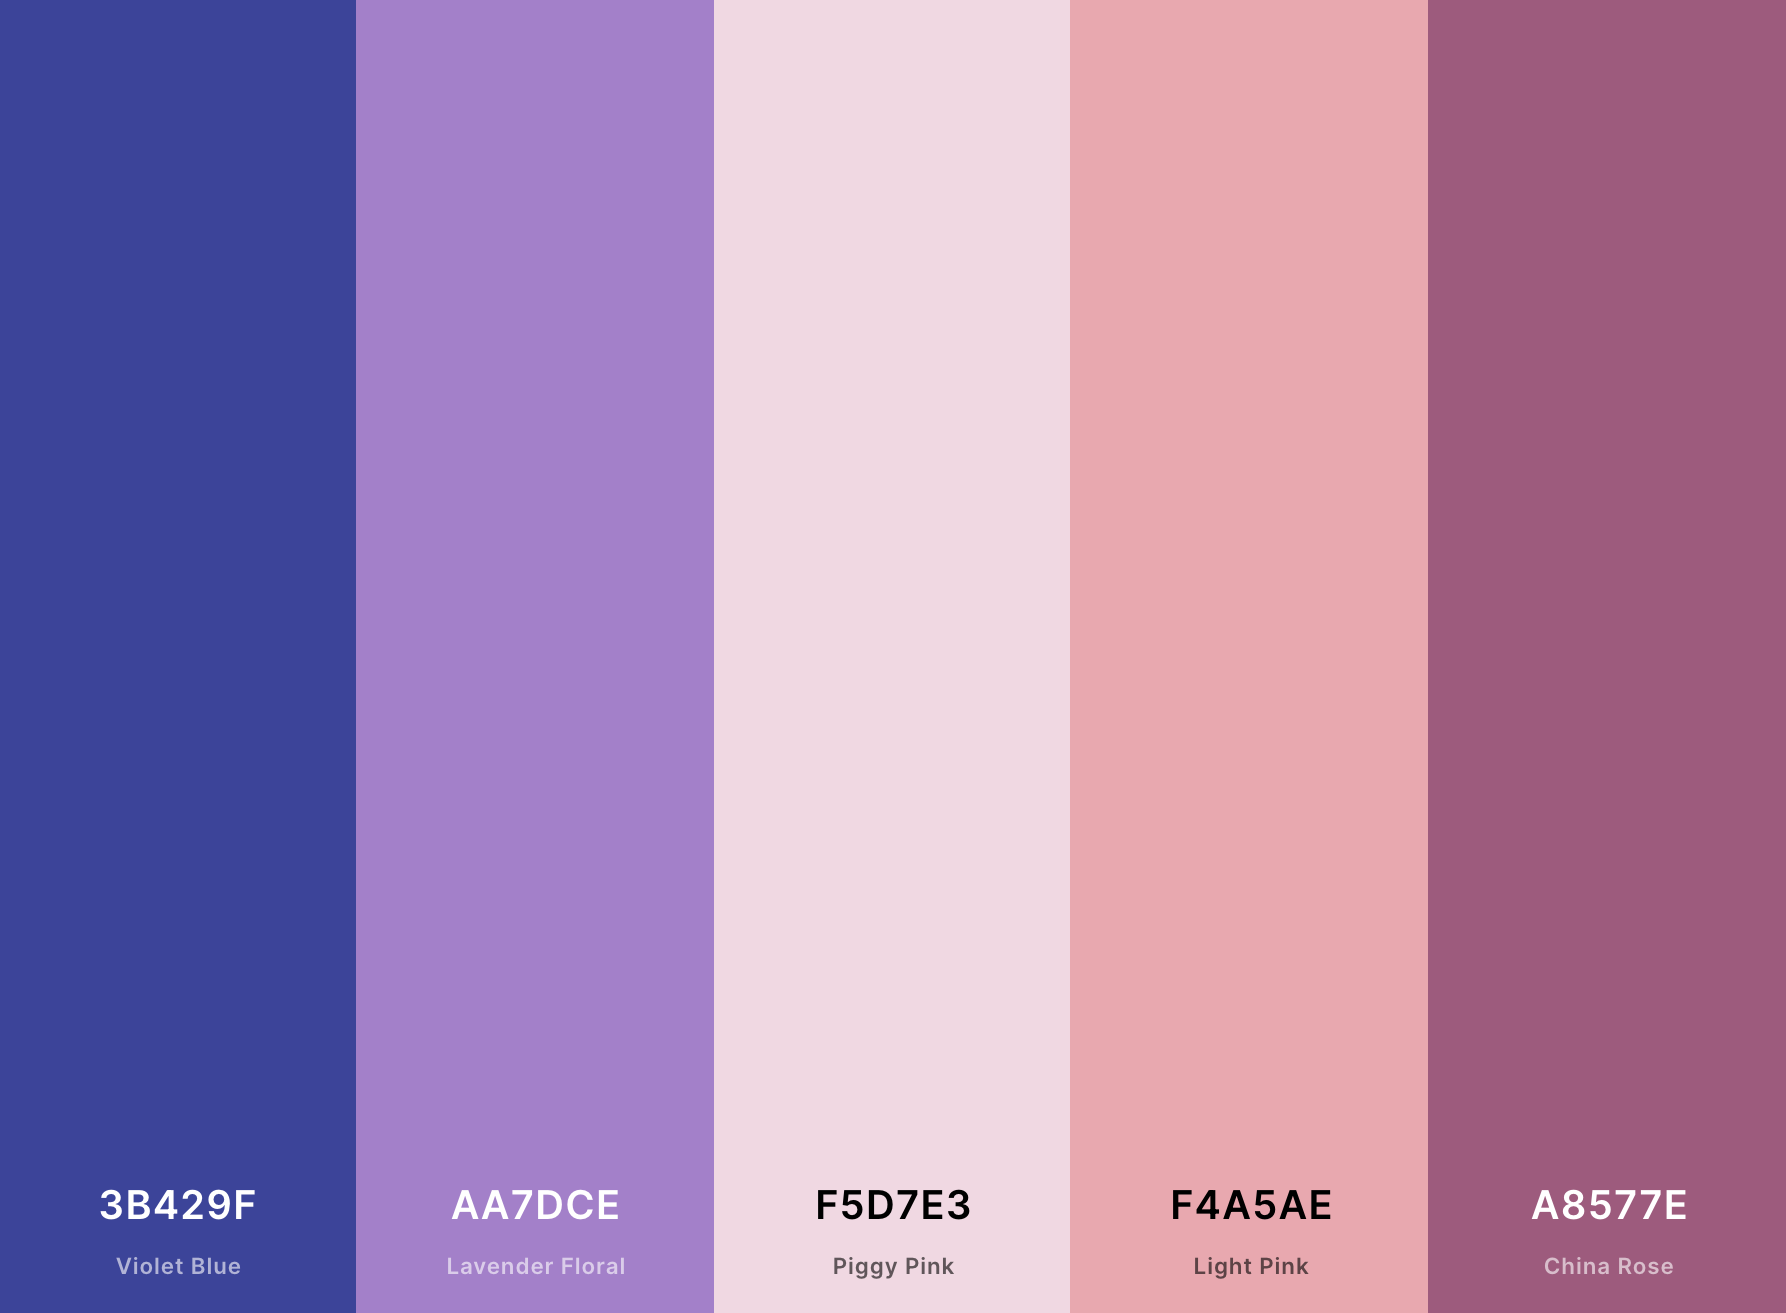 3B429F
Violet Blue
AA7DCE
Lavender Floral
F5D7E3
Piggy Pink
F4A5AE
Light Pink
A8577E
China Rose